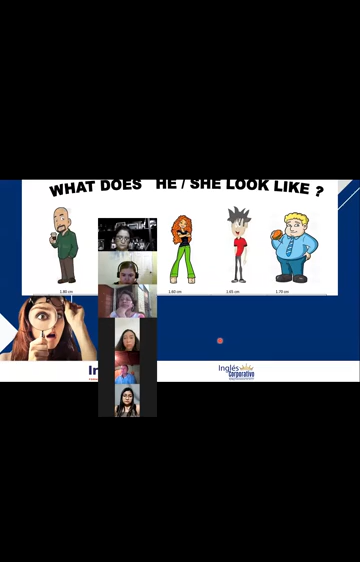 WHAT DOES HE / SHE LOOK LIKE ?
1.80 cm
1.60 cm
1.65 cm
1.70 cm
In
Inglés
Corporative